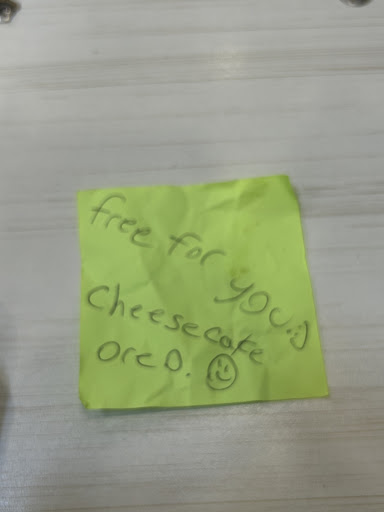 free for you :)
cheesecake
oreo. ☺